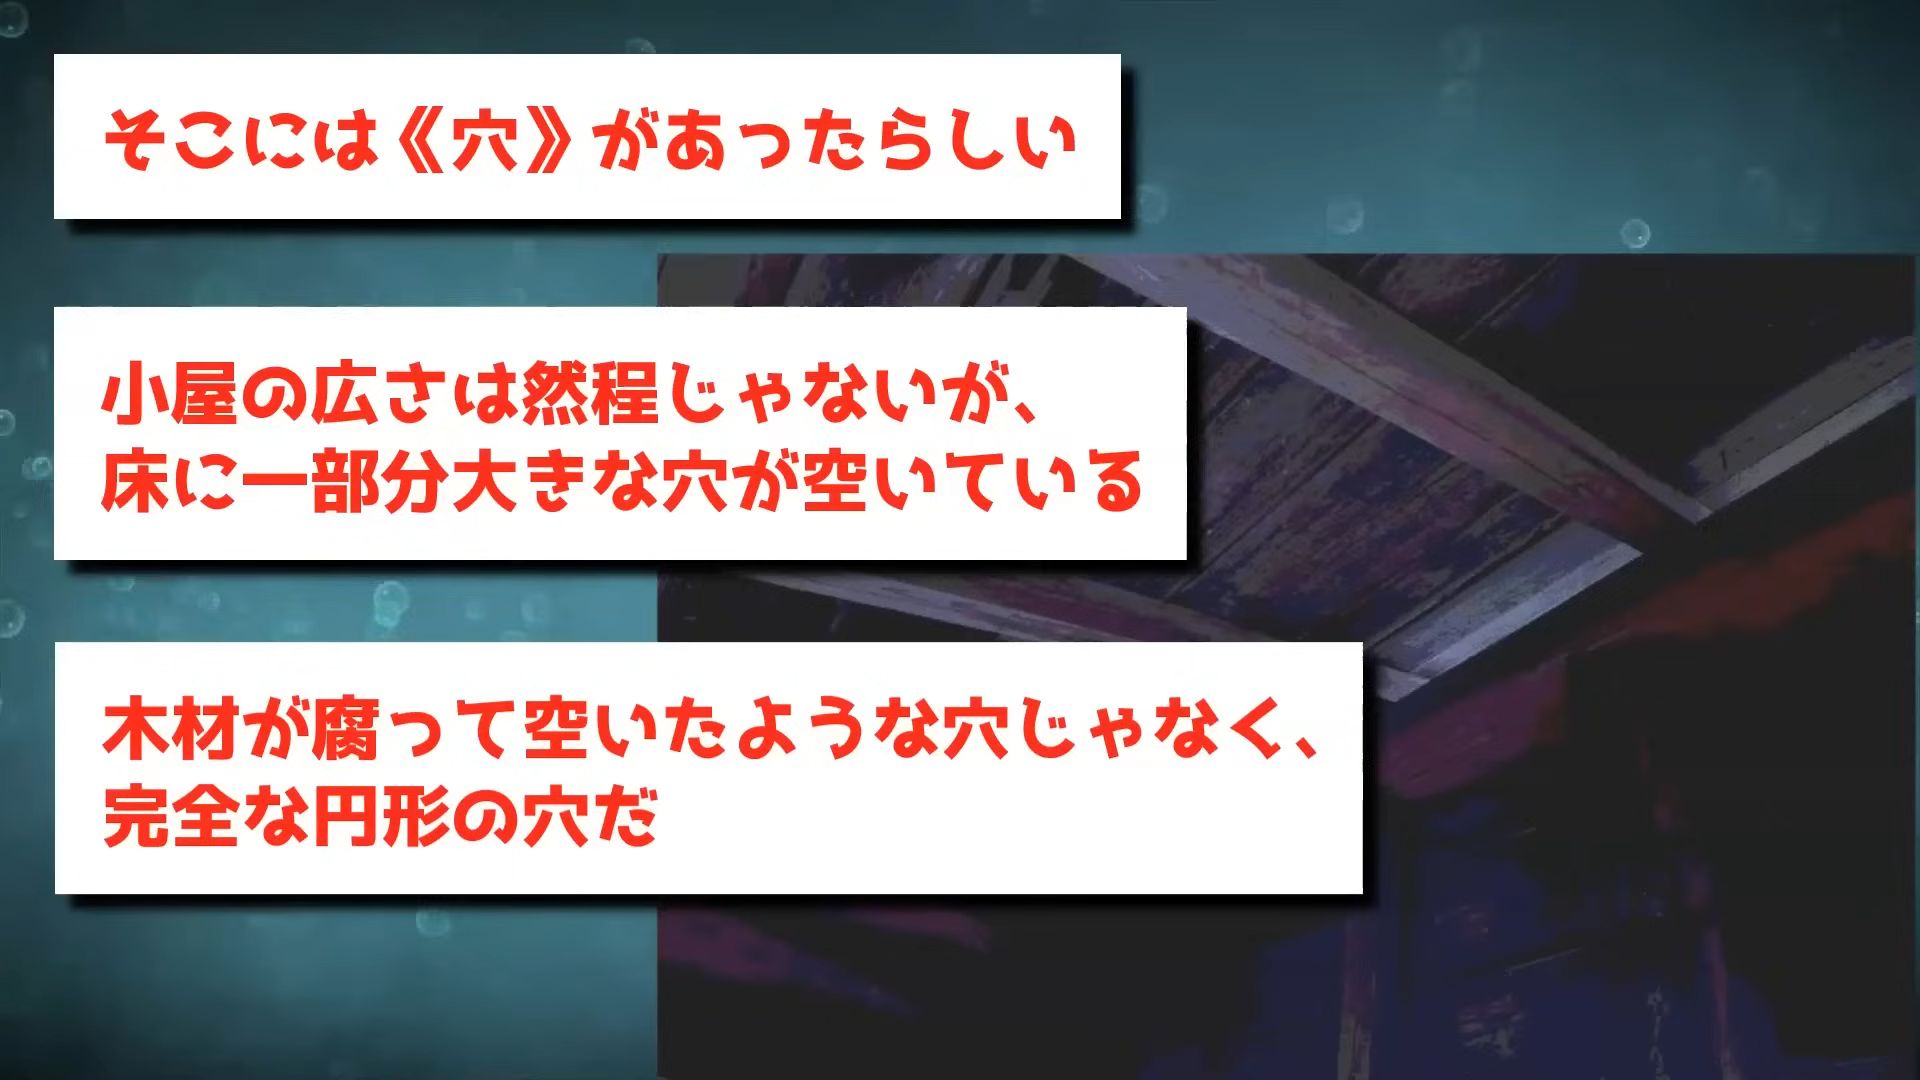 そこには《穴》があったらしい
小屋の広さは然程じゃないが、
床に一部分大きな穴が空いている
木材が腐って空いたような穴じゃなく、
完全な円形の穴だ